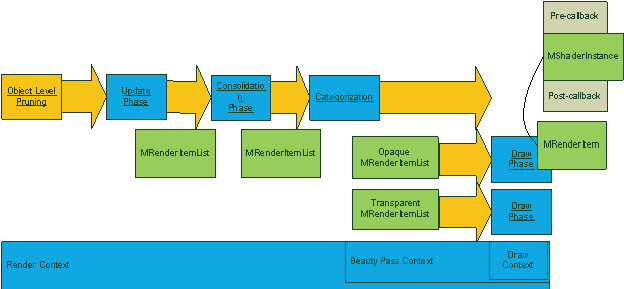 Pre-callback
MShaderInstance
Post-callback
Object Level
Pruning
Update
Phase
Consolidatio
n
Phase
Categorization
MRenderItemList
MRenderItemList
Opaque
MRenderItemList
Draw
Phase
MRenderItem
Transparent
MRenderItemList
Draw
Phase
Render Context
Beauty Pass Context
Draw
Context